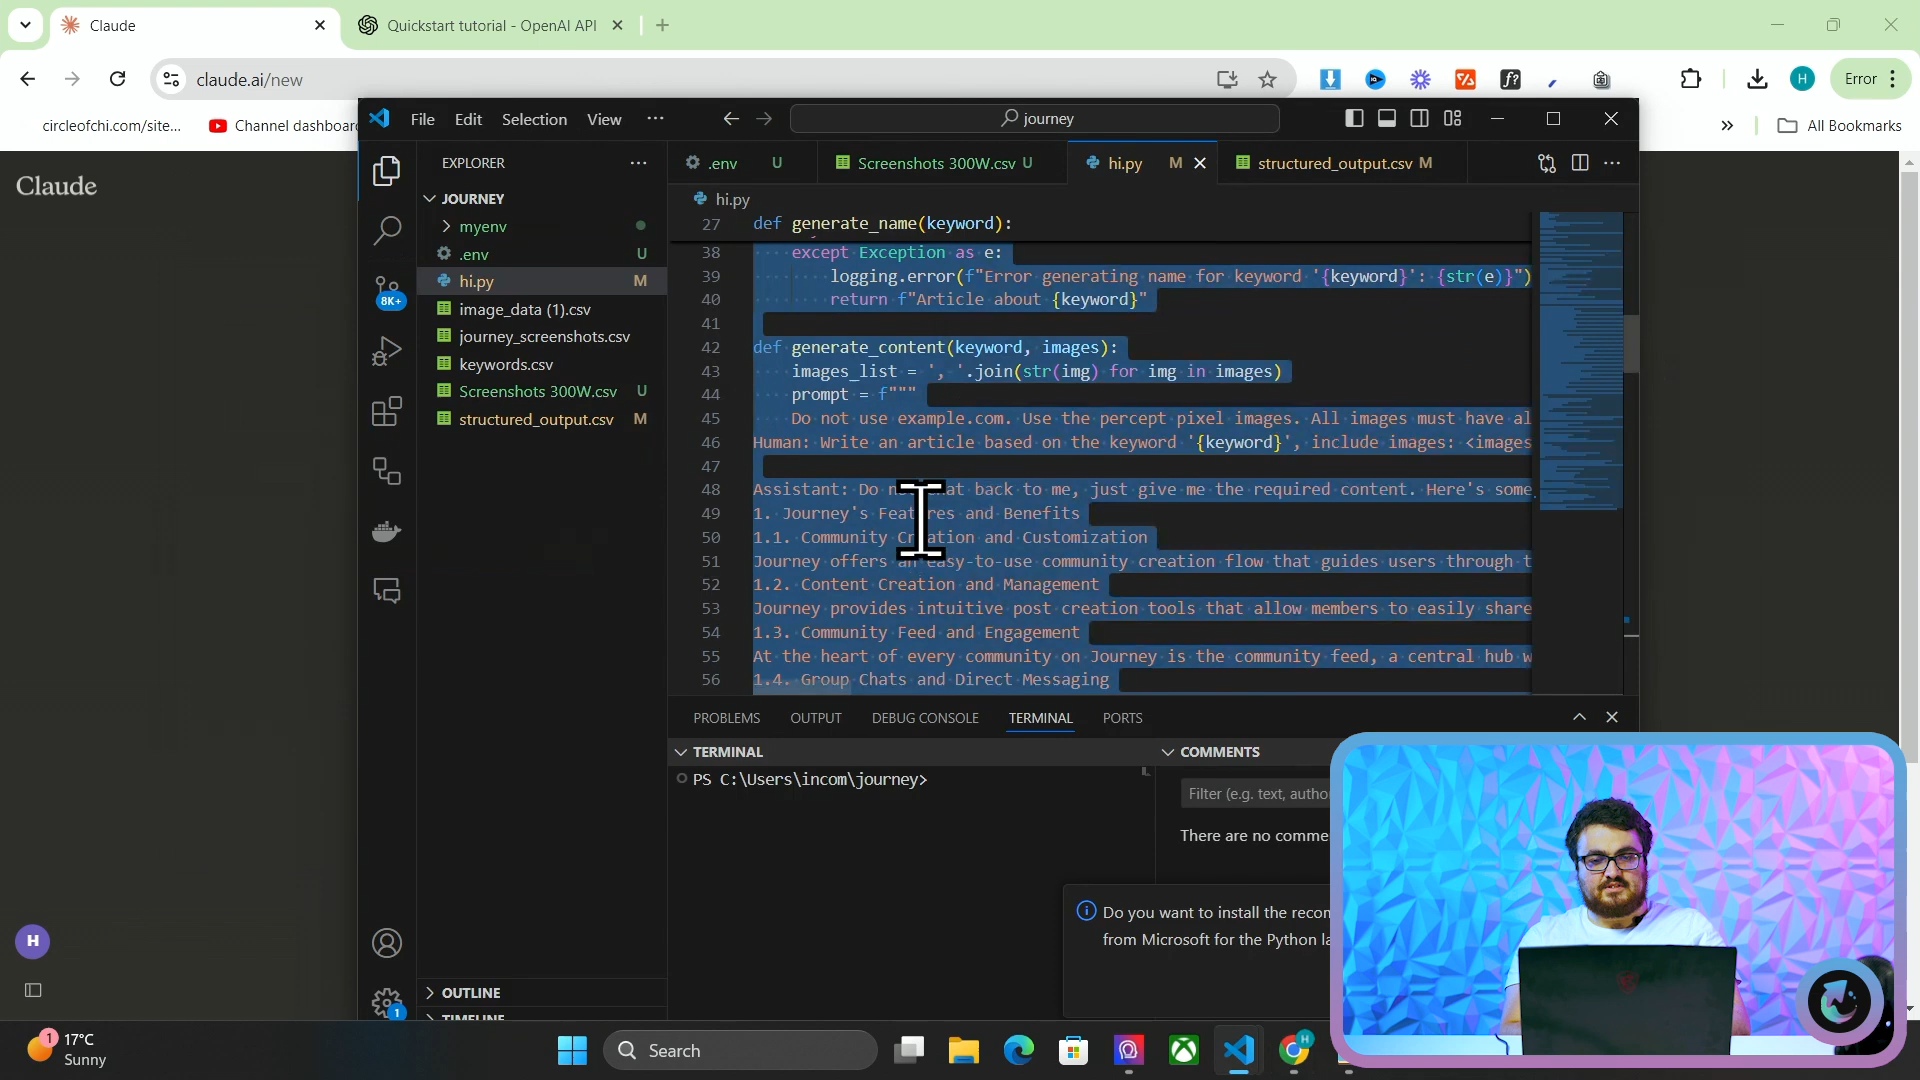 Claude
Quickstart tutorial - OpenAI API
claude.ai/new
Error
circleofchi.com/site...
Channel dashboar
All Bookmarks
Claude
File Edit Selection View ...
journey
EXPLORER
.env U
Screenshots 300W.csv U
hi.py M
structured_output.csv M
JOURNEY
myenv
.env U
hi.py M
image_data (1).csv
journey_screenshots.csv
keywords.csv
Screenshots 300W.csv U
structured_output.csv M
8K+
hi.py
27 def generate_name(keyword):
38 except Exception as e:
39 logging.error(f"Error generating name for keyword '{keyword}': {str(e)}")
40 return f"Article about {keyword}"
41
42 def generate_content(keyword, images):
43 images_list = ', '.join(str(img) for img in images)
44 prompt = f"""
45 Do not use example.com. Use the percept pixel images. All images must have al
46 Human: Write an article based on the keyword '{keyword}', include images: <images
47
48 Assistant: Do at back to me, just give me the required content. Here's some
49 1. Journey's Features and Benefits
50 1.1. Community Creation and Customization
51 Journey offers an easy-to-use community creation flow that guides users through t
52 1.2. Content Creation and Management
53 Journey provides intuitive post creation tools that allow members to easily share
54 1.3. Community Feed and Engagement
55 At the heart of every community on Journey is the community feed, a central hub w
56 1.4. Group Chats and Direct Messaging
PROBLEMS OUTPUT DEBUG CONSOLE TERMINAL PORTS
TERMINAL
COMMENTS
PS C:\Users\incom\journey>
Filter (e.g. text, autho
There are no comme
Do you want to install the recon
from Microsoft for the Python la
H
1
OUTLINE
TIMELINE
1
17°C
Sunny
Search
H